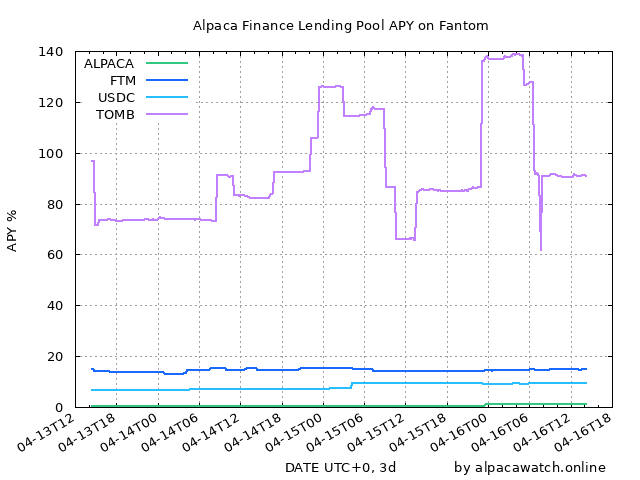 Alpaca Finance Lending Pool APY on Fantom
140
120
100
80
60
40
20
0
APY %
ALPACA
FTM
USDC
TOMB
04-13T12
04-13T18
04-14T00
04-14T06
04-14T12
04-14T18
04-15T00
04-15T06
04-15T12
04-15T18
04-16T00
04-16T06
04-16T12
04-16T18
DATE UTC+0, 3d
by alpacawatch.online